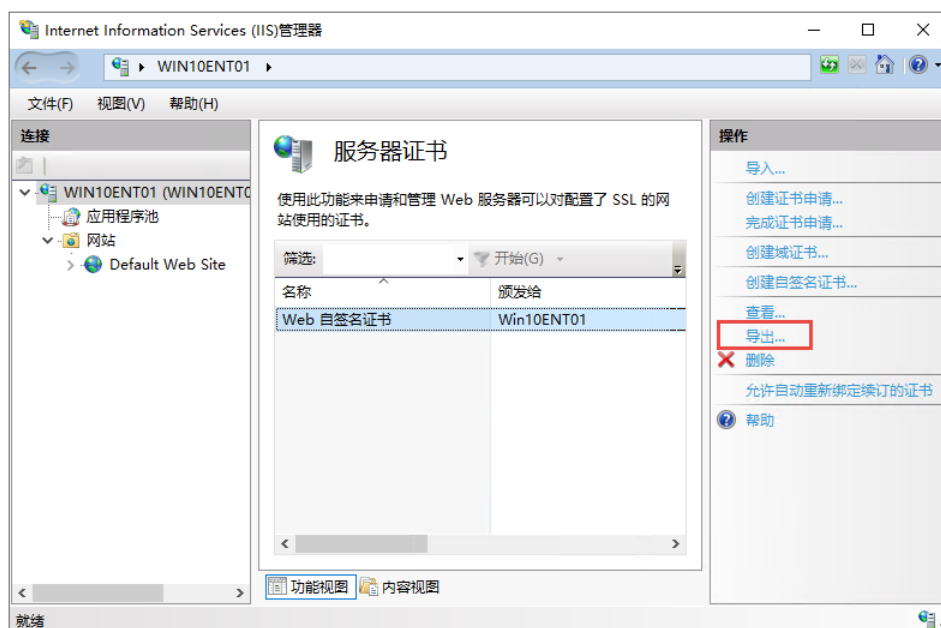 Internet Information Services (IIS)管理器
WIN10ENT01
文件(F) 视图(V) 帮助(H)
连接
WIN10ENT01 (WIN10ENT0
应用程序池
网站
Default Web Site
服务器证书
使用此功能来申请和管理 Web 服务器可以对配置了 SSL 的网
站使用的证书。
筛选: 开始(G)
名称 颁发给
Web 自签名证书 Win10ENT01
功能视图 内容视图
操作
导入...
创建证书申请...
完成证书申请...
创建域证书...
创建自签名证书...
查看...
导出...
删除
允许自动重新绑定续订的证书
帮助
就绪